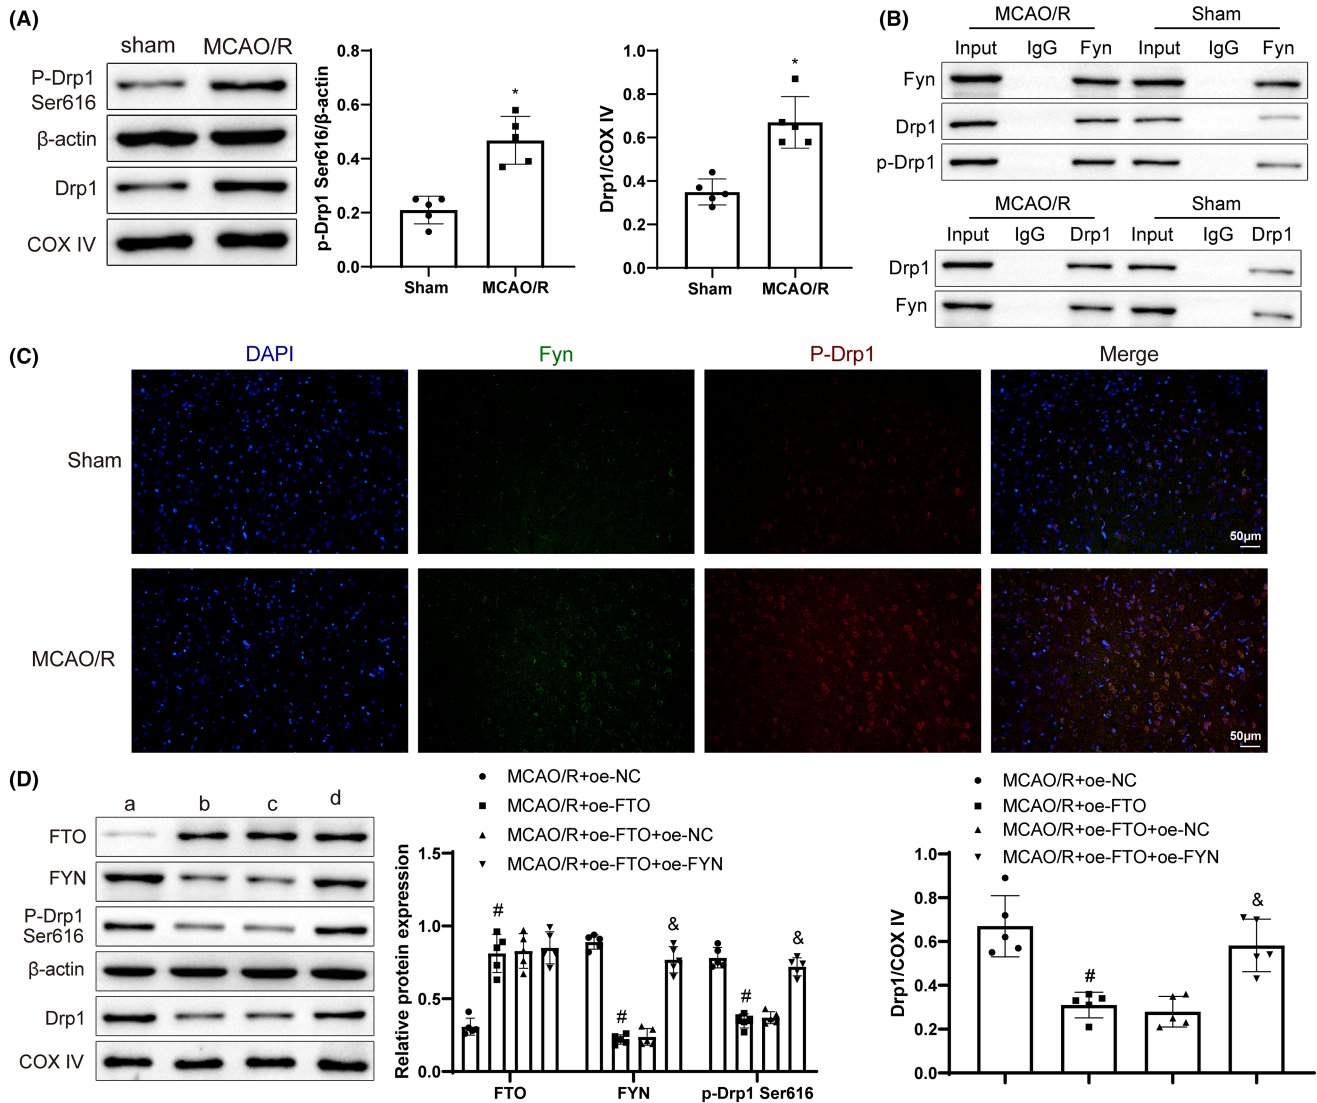 (A)
sham MCAO/R
P-Drp1
Ser616
β-actin
Drp1
COX IV
p-Drp1 Ser616/β-actin
0.8
0.6
0.4
0.2
0.0
*
Sham MCAO/R
Drp1/COX IV
1.0
0.8
0.6
0.4
0.2
0.0
*
Sham MCAO/R
(B)
MCAO/R Sham
Input IgG Fyn Input IgG Fyn
Fyn
Drp1
p-Drp1
MCAO/R Sham
Input IgG Drp1 Input IgG Drp1
Drp1
Fyn
(C)
DAPI Fyn P-Drp1 Merge
Sham
50μm
MCAO/R
50μm
(D)
a b c d
FTO
FYN
P-Drp1
Ser616
β-actin
Drp1
COX IV
MCAO/R+oe-NC
MCAO/R+oe-FTO
MCAO/R+oe-FTO+oe-NC
MCAO/R+oe-FTO+oe-FYN
Relative protein expression
1.5
1.0
0.5
0.0
# # & # &
FTO FYN p-Drp1 Ser616
MCAO/R+oe-NC
MCAO/R+oe-FTO
MCAO/R+oe-FTO+oe-NC
MCAO/R+oe-FTO+oe-FYN
Drp1/COX IV
1.0
0.8
0.6
0.4
0.2
0.0
# &